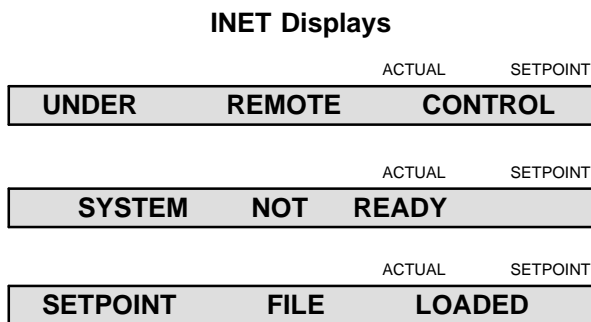 INET Displays
ACTUAL SETPOINT
UNDER REMOTE CONTROL
ACTUAL SETPOINT
SYSTEM NOT READY
ACTUAL SETPOINT
SETPOINT FILE LOADED